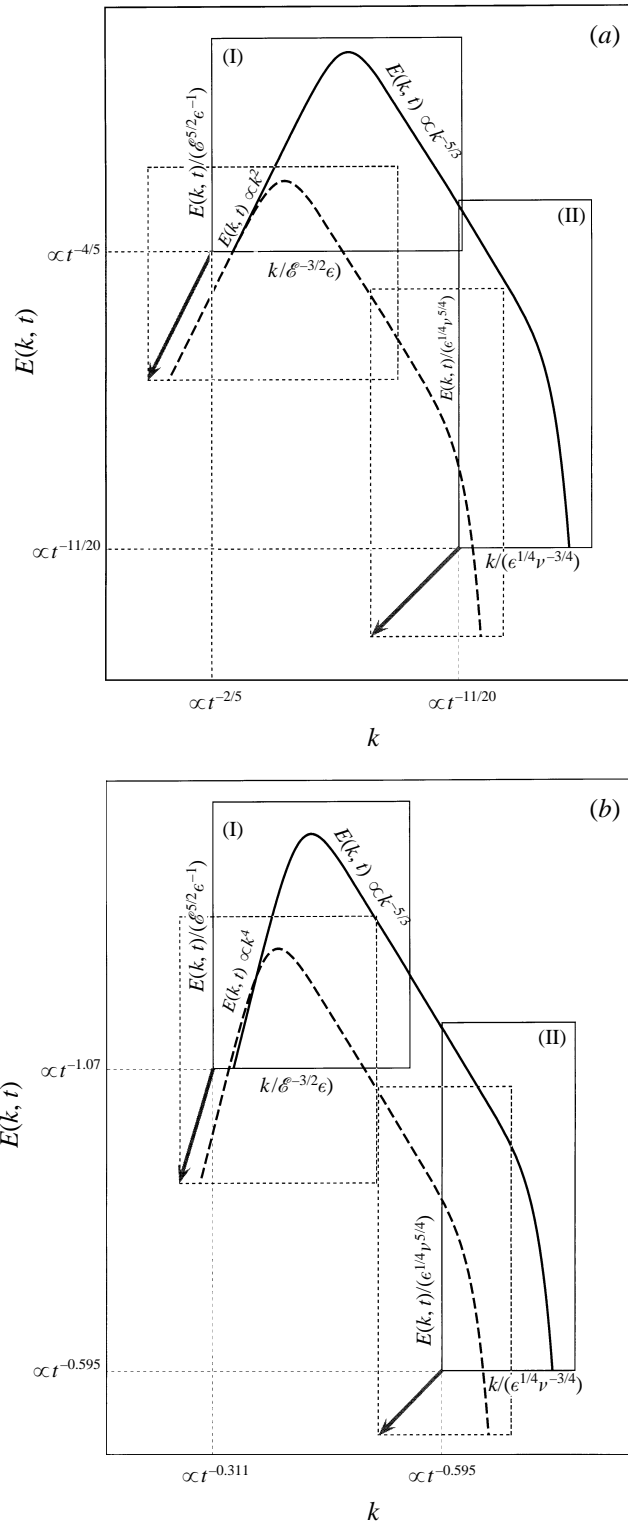 (a)
(I)
E(k, t)/(ℰ^{5/2}ϵ^{−1})
E(k, t) ∝k^{2}
E(k, t) ∝k^{−5/3}
(II)
∝t^{−4/5}
k/ℰ^{−3/2}ϵ)
E(k, t)
E(k, t)/(ϵ^{1/4}ν^{5/4})
∝t^{−11/20}
k/(ϵ^{1/4}ν^{−3/4})
∝t^{−2/5}
∝t^{−11/20}
k
(b)
(I)
E(k, t)/(ℰ^{5/2}ϵ^{−1})
E(k, t) ∝k^{4}
E(k, t) ∝k^{−5/3}
(II)
∝t^{−1.07}
k/ℰ^{−3/2}ϵ)
E(k, t)
E(k, t)/(ϵ^{1/4}ν^{5/4})
∝t^{−0.595}
k/(ϵ^{1/4}ν^{−3/4})
∝t^{−0.311}
∝t^{−0.595}
k